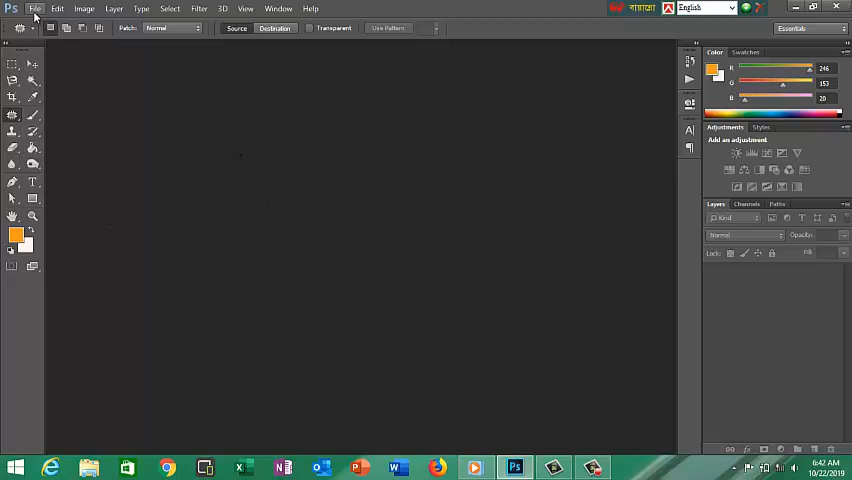 Ps File Edit Image Layer Type Select Filter 3D View Window Help
বায়ান্নো English
Patch: Normal Source Destination Transparent Use Pattern Essentials
Color Swatches
R 246
G 153
B 20
Adjustments Styles
Add an adjustment
Layers Channels Paths
Kind
Normal Opacity:
Lock: Fill:
6:42 AM
10/22/2019